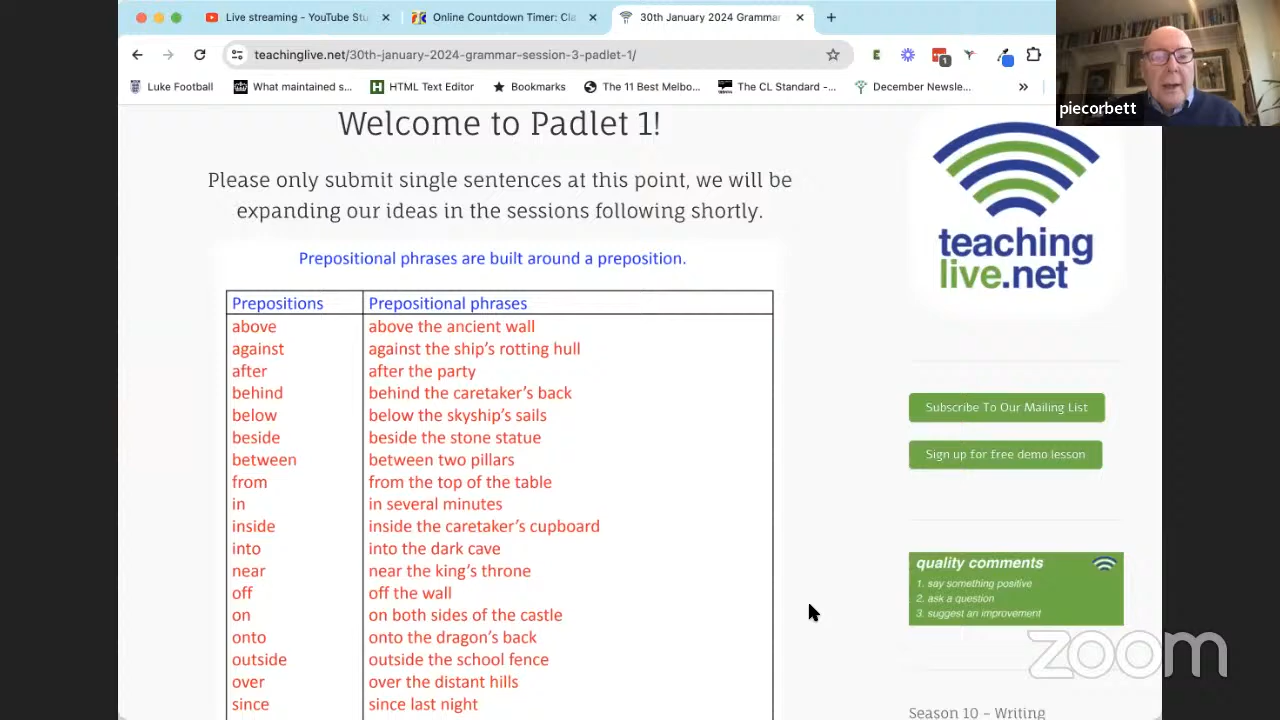 Live streaming - YouTube Stu
Online Countdown Timer: Cla
30th January 2024 Grammar
teachinglive.net/30th-january-2024-grammar-session-3-padlet-1/
1
Luke Football
What maintained s...
HTML Text Editor
Bookmarks
The 11 Best Melbo...
The CL Standard -...
December Newsle...
piecorbett
Welcome to Padlet 1!
Please only submit single sentences at this point, we will be
expanding our ideas in the sessions following shortly.
Prepositional phrases are built around a preposition.
Prepositions Prepositional phrases
above above the ancient wall
against against the ship's rotting hull
after after the party
behind behind the caretaker's back
below below the skyship's sails
beside beside the stone statue
between between two pillars
from from the top of the table
in in several minutes
inside inside the caretaker's cupboard
into into the dark cave
near near the king's throne
off off the wall
on on both sides of the castle
onto onto the dragon's back
outside outside the school fence
over over the distant hills
since since last night
teaching
live.net
Subscribe To Our Mailing List
Sign up for free demo lesson
quality comments
1. say something positive
2. ask a question
3. suggest an improvement
zoom
Season 10 – Writing